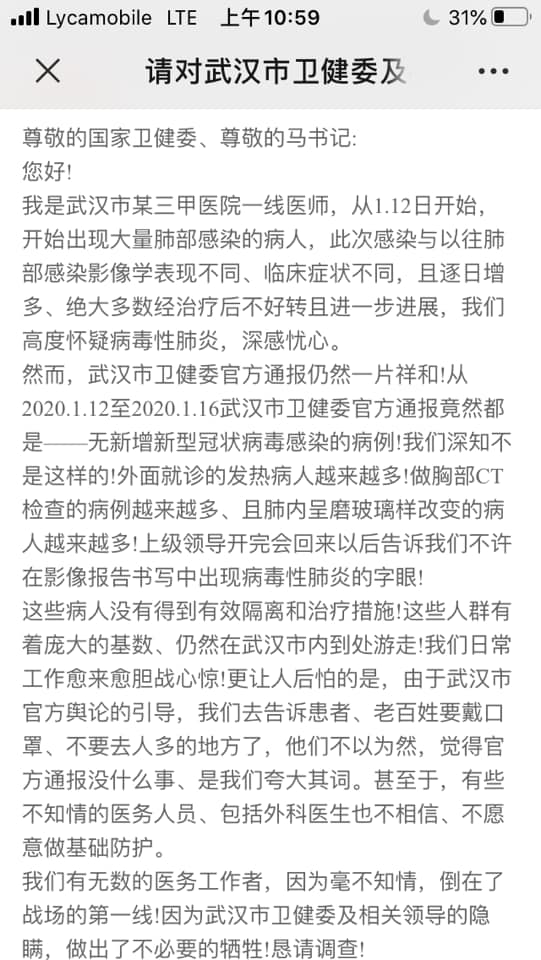 Lycamobile LTE 上午10:59 31%
请对武汉市卫健委及
尊敬的国家卫健委、尊敬的马书记:
您好!
我是武汉市某三甲医院一线医师，从1.12日开始，
开始出现大量肺部感染的病人，此次感染与以往肺
部感染影像学表现不同、临床症状不同，且逐日增
多、绝大多数经治疗后不好转且进一步进展，我们
高度怀疑病毒性肺炎，深感忧心。
然而，武汉市卫健委官方通报仍然一片祥和!从
2020.1.12至2020.1.16武汉市卫健委官方通报竟然都
是——无新增新型冠状病毒感染的病例!我们深知不
是这样的!外面就诊的发热病人越来越多!做胸部CT
检查的病例越来越多、且肺内呈磨玻璃样改变的病
人越来越多!上级领导开完会回来以后告诉我们不许
在影像报告书写中出现病毒性肺炎的字眼!
这些病人没有得到有效隔离和治疗措施!这些人群有
着庞大的基数、仍然在武汉市内到处游走!我们日常
工作愈来愈胆战心惊!更让人后怕的是，由于武汉市
官方舆论的引导，我们去告诉患者、老百姓要戴口
罩、不要去人多的地方了，他们不以为然，觉得官
方通报没什么事、是我们夸大其词。甚至于，有些
不知情的医务人员、包括外科医生也不相信、不愿
意做基础防护。
我们有无数的医务工作者，因为毫不知情，倒在了
战场的第一线!因为武汉市卫健委及相关领导的隐
瞒，做出了不必要的牺牲!恳请调查!